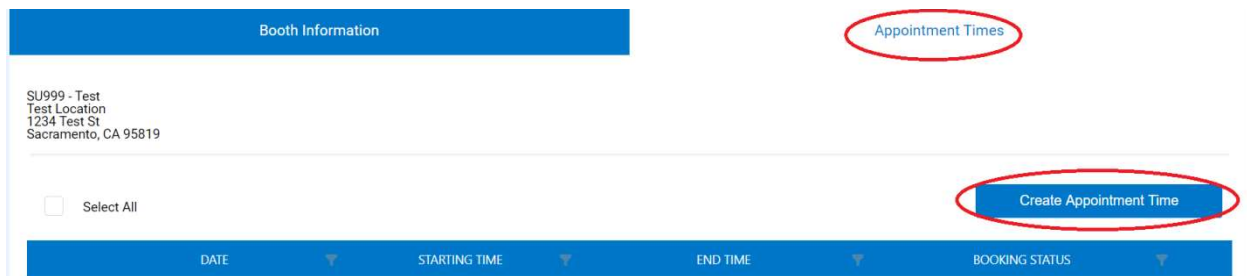 Booth Information
Appointment Times
SU999 - Test
Test Location
1234 Test St
Sacramento, CA 95819
Select All
Create Appointment Time
DATE STARTING TIME END TIME BOOKING STATUS